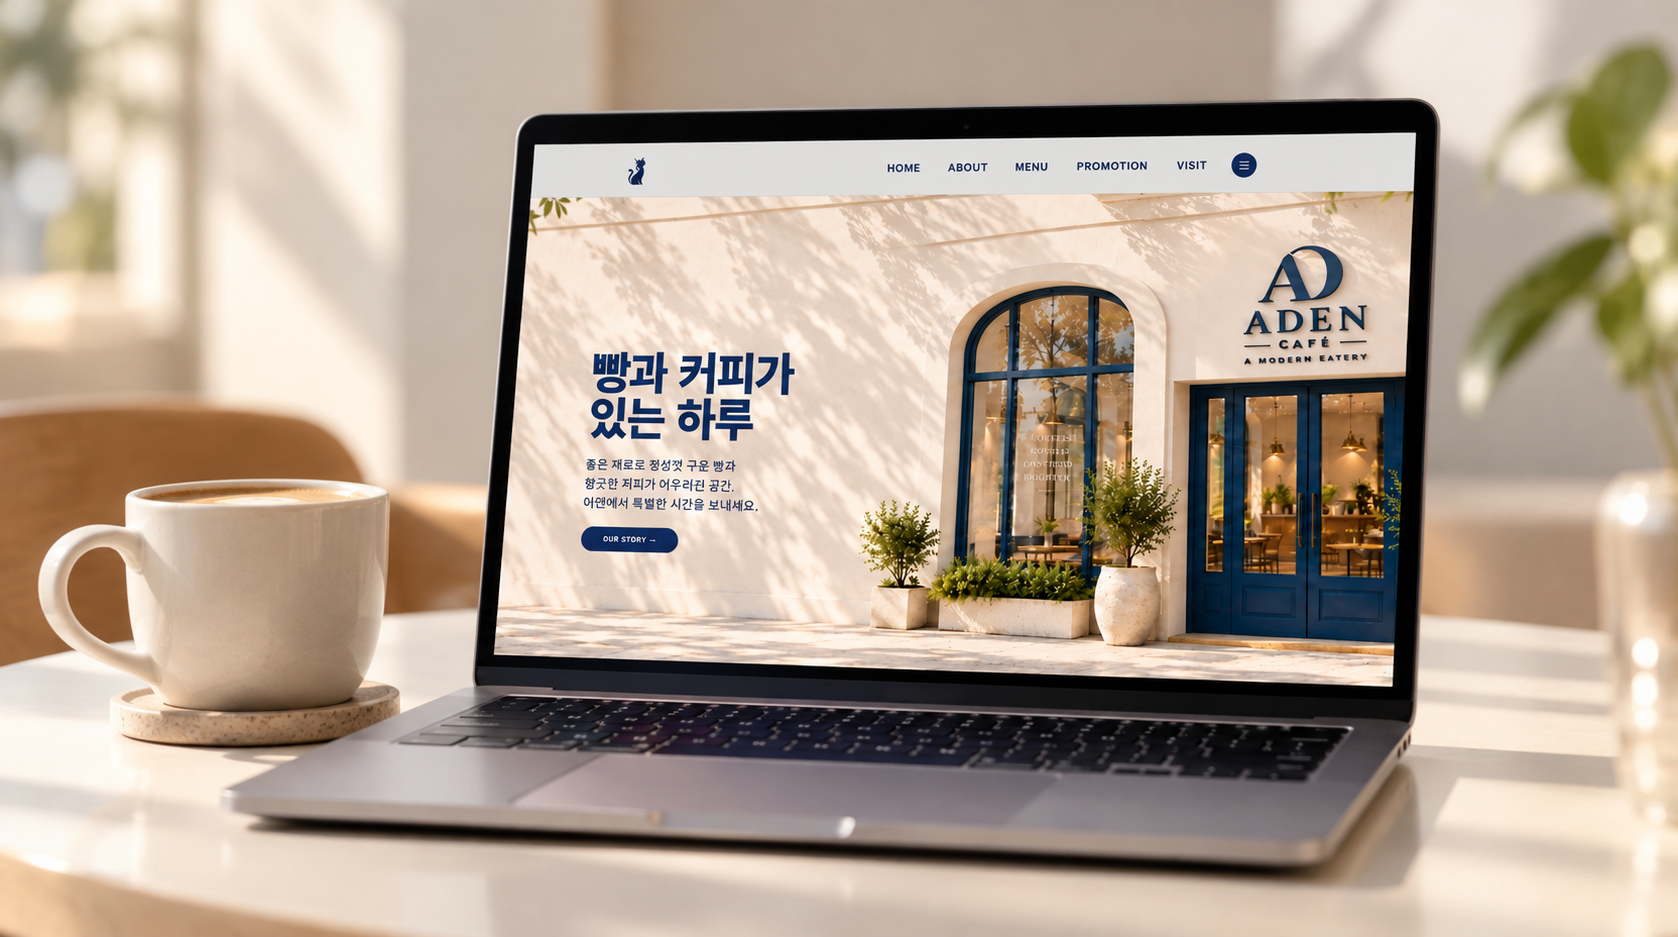 HOME ABOUT MENU PROMOTION VISIT
AD
ADEN
CAFÉ
A MODERN EATERY
빵과 커피가
있는 하루
좋은 재료로 정성껏 구운 빵과
향긋한 커피가 어우러진 공간.
아덴에서 특별한 시간을 보내세요.
OUR STORY →